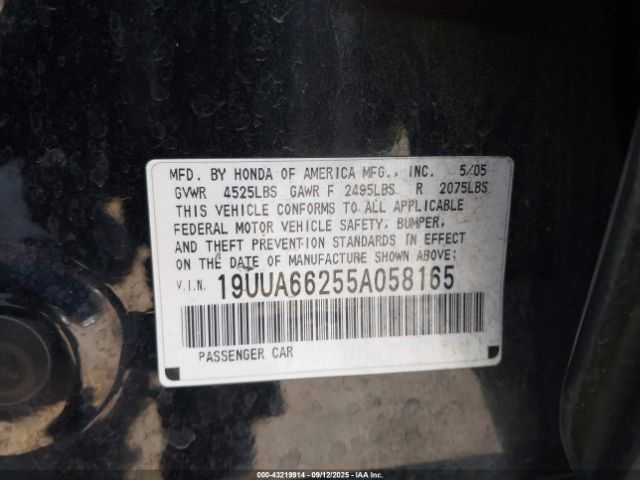 MFD. BY HONDA OF AMERICA MFG., INC. 5/05
GVWR 4525LBS GAWR F 2495LBS R 2075LBS
THIS VEHICLE CONFORMS TO ALL APPLICABLE
FEDERAL MOTOR VEHICLE SAFETY, BUMPER,
AND THEFT PREVENTION STANDARDS IN EFFECT
ON THE DATE OF MANUFACTURE SHOWN ABOVE:
V.I.N. 19UUA66255A058165
PASSENGER CAR
000-43219914 - 09/12/2025 - IAAI.COM